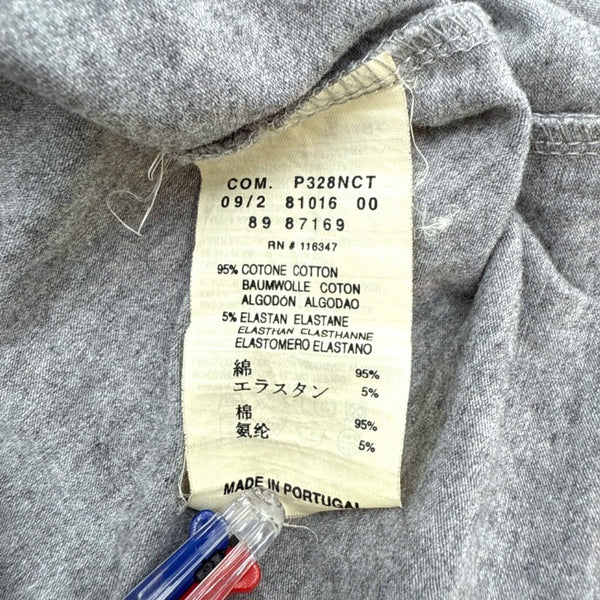 COM. P328NCT
09/2 81016 00
89 87169
RN # 116347
95% COTONE COTTON
BAUMWOLLE COTON
ALGODÓN ALGODAO
5% ELASTAN ELASTANE
ELASTHAN ELASTHANNE
ELASTOMERO ELASTANO
綿 95%
エラスタン 5%
棉 95%
氨纶 5%
MADE IN PORTUGAL